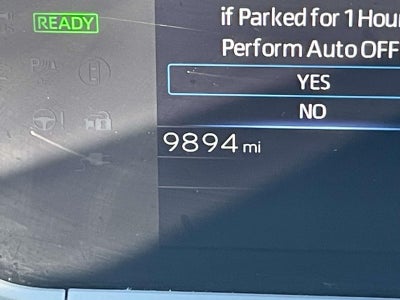 READY
if Parked for 1 Hour
Perform Auto OFF
YES
NO
9894 mi